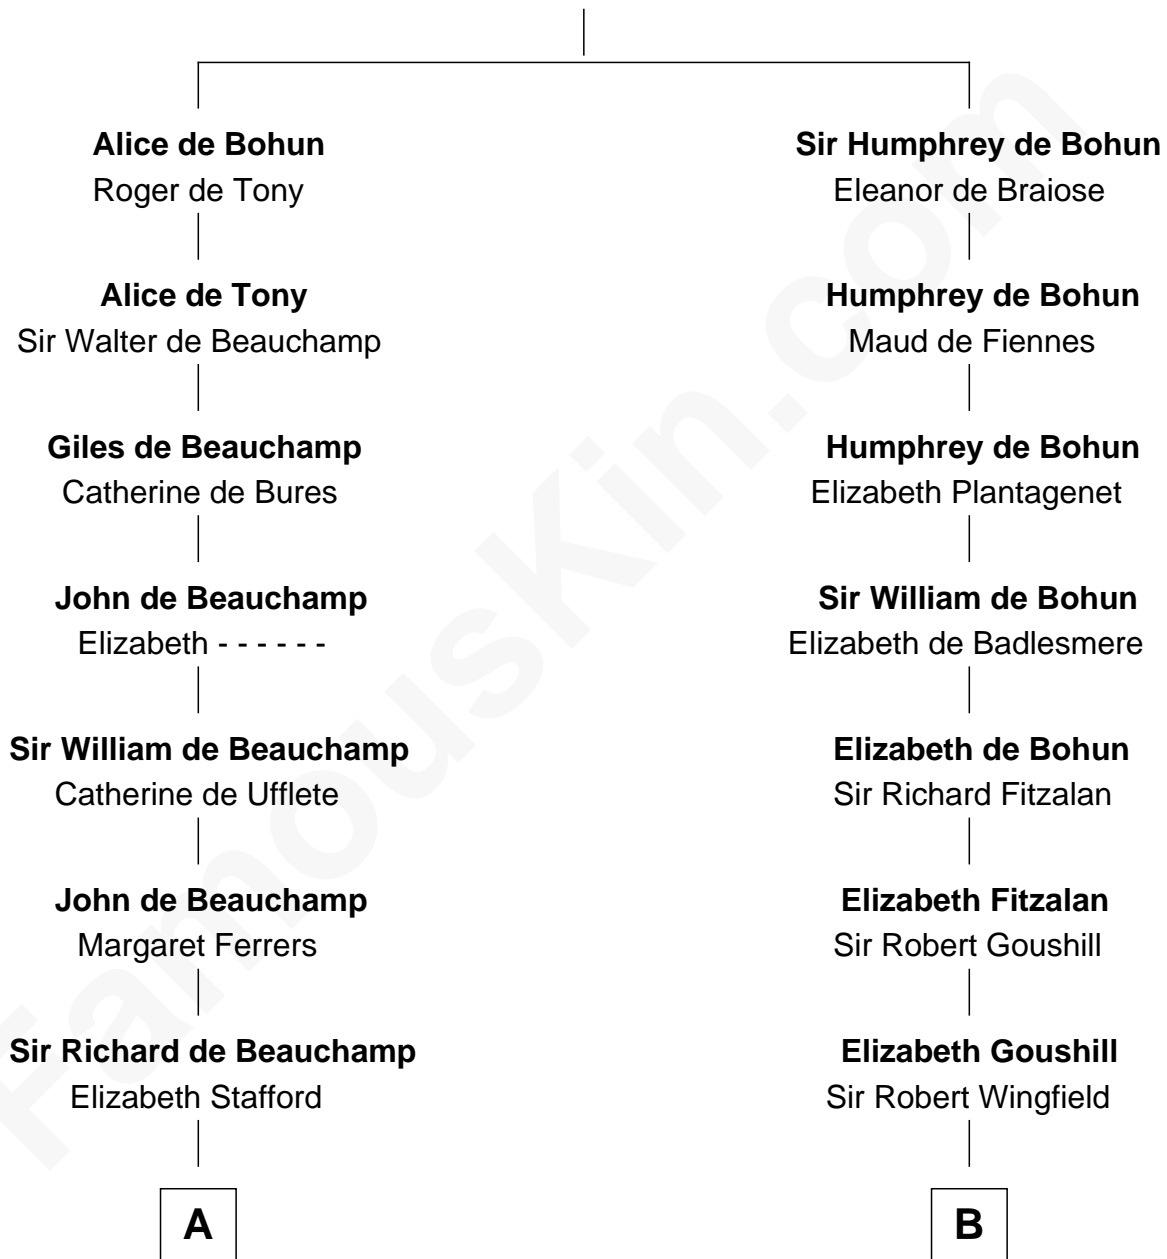 Alice de Bohun
Roger de Tony
Alice de Tony
Sir Walter de Beauchamp
Giles de Beauchamp
Catherine de Bures
John de Beauchamp
Elizabeth - - - - - -
Sir William de Beauchamp
Catherine de Ufflete
John de Beauchamp
Margaret Ferrers
Sir Richard de Beauchamp
Elizabeth Stafford
A
Sir Humphrey de Bohun
Eleanor de Braiose
Humphrey de Bohun
Maud de Fiennes
Humphrey de Bohun
Elizabeth Plantagenet
Sir William de Bohun
Elizabeth de Badlesmere
Elizabeth de Bohun
Sir Richard Fitzalan
Elizabeth Fitzalan
Sir Robert Goushill
Elizabeth Goushill
Sir Robert Wingfield
B
FamousKin.com